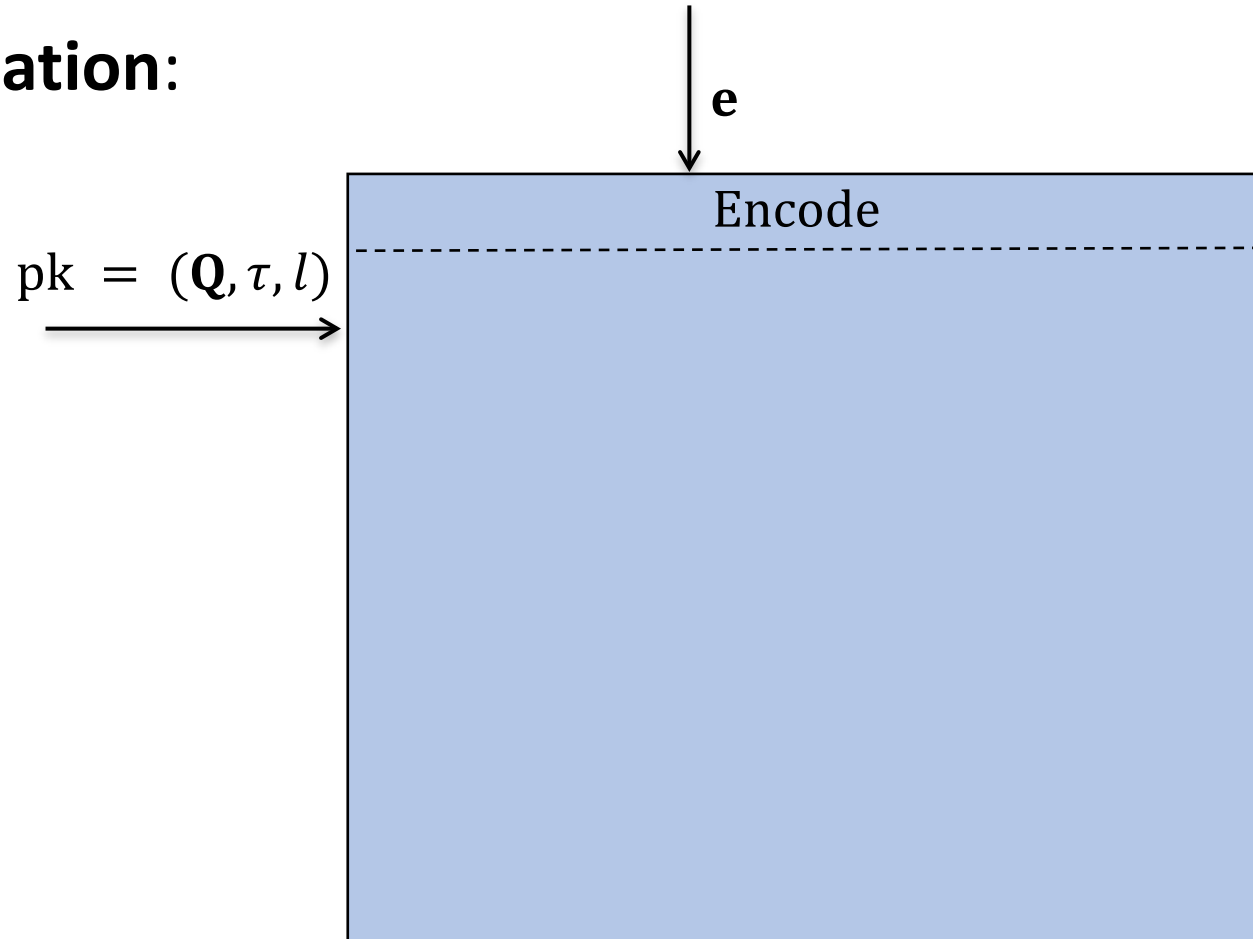 ation:
e
Encode
pk = (Q, τ, l)